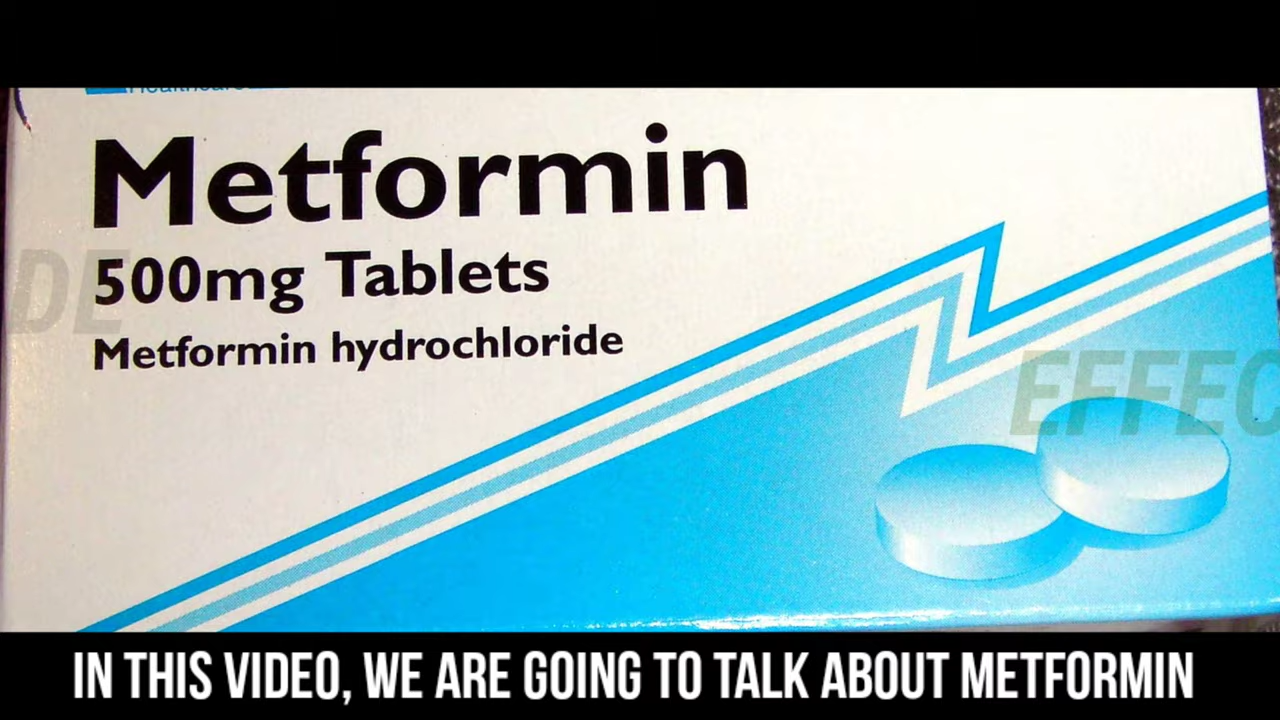 Metformin
500mg Tablets
Metformin hydrochloride
IN THIS VIDEO, WE ARE GOING TO TALK ABOUT METFORMIN